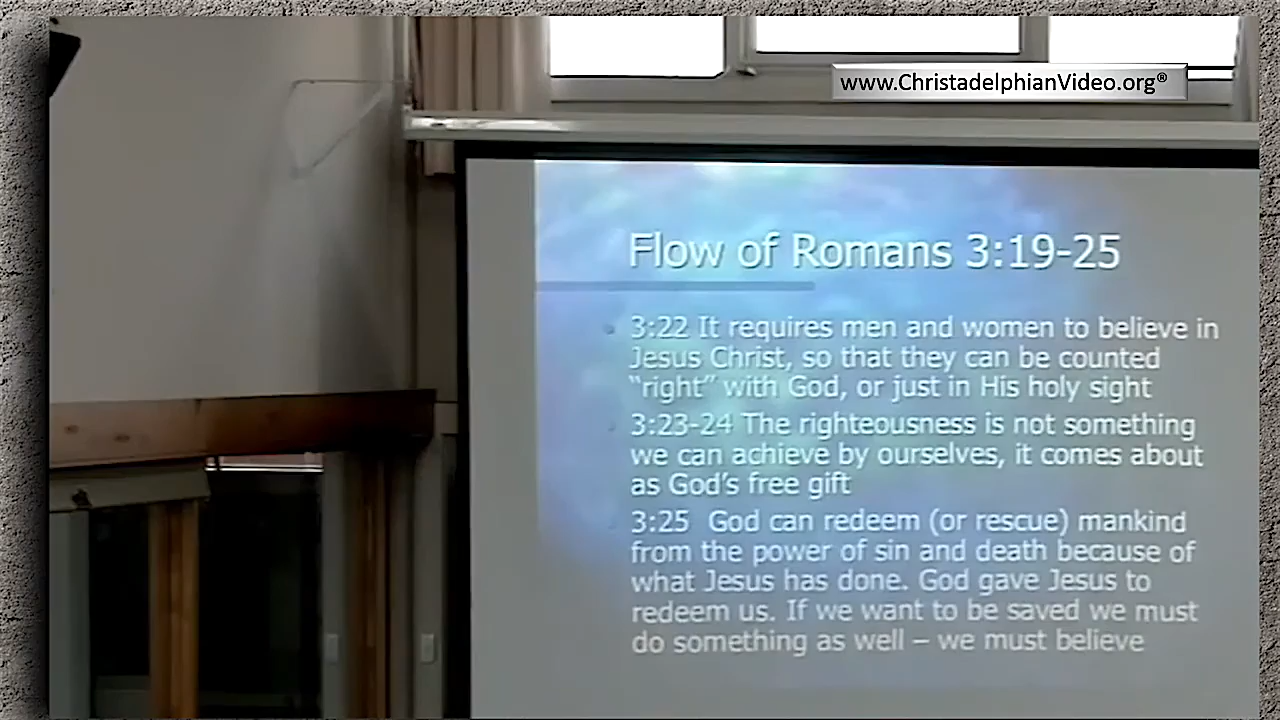 www.ChristadelphianVideo.org®
Flow of Romans 3:19-25
3:22 It requires men and women to believe in
Jesus Christ, so that they can be counted
“right” with God, or just in His holy sight
3:23-24 The righteousness is not something
we can achieve by ourselves, it comes about
as God’s free gift
3:25 God can redeem (or rescue) mankind
from the power of sin and death because of
what Jesus has done. God gave Jesus to
redeem us. If we want to be saved we must
do something as well – we must believe